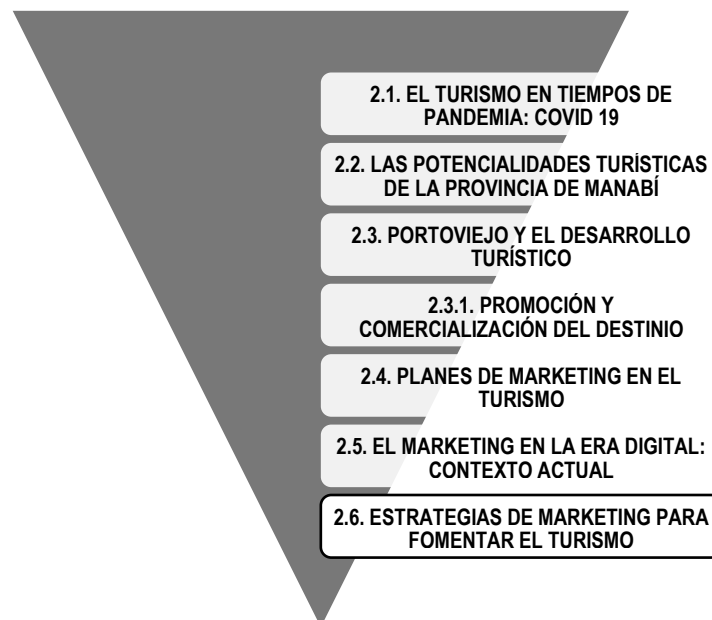 2.1. EL TURISMO EN TIEMPOS DE
PANDEMIA: COVID 19
2.2. LAS POTENCIALIDADES TURÍSTICAS
DE LA PROVINCIA DE MANABÍ
2.3. PORTOVIEJO Y EL DESARROLLO
TURÍSTICO
2.3.1. PROMOCIÓN Y
COMERCIALIZACIÓN DEL DESTINIO
2.4. PLANES DE MARKETING EN EL
TURISMO
2.5. EL MARKETING EN LA ERA DIGITAL:
CONTEXTO ACTUAL
2.6. ESTRATEGIAS DE MARKETING PARA
FOMENTAR EL TURISMO